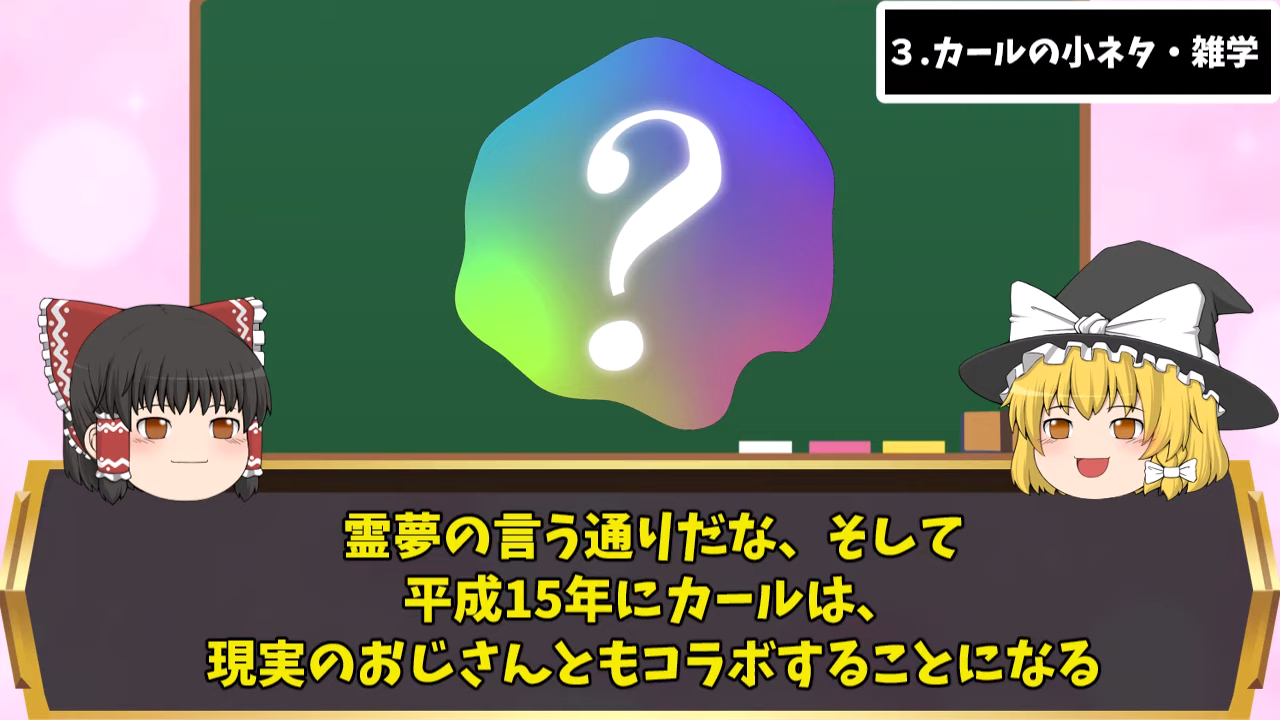 ３.カールの小ネタ・雑学
?
霊夢の言う通りだな、そして
平成15年にカールは、
現実のおじさんともコラボすることになる